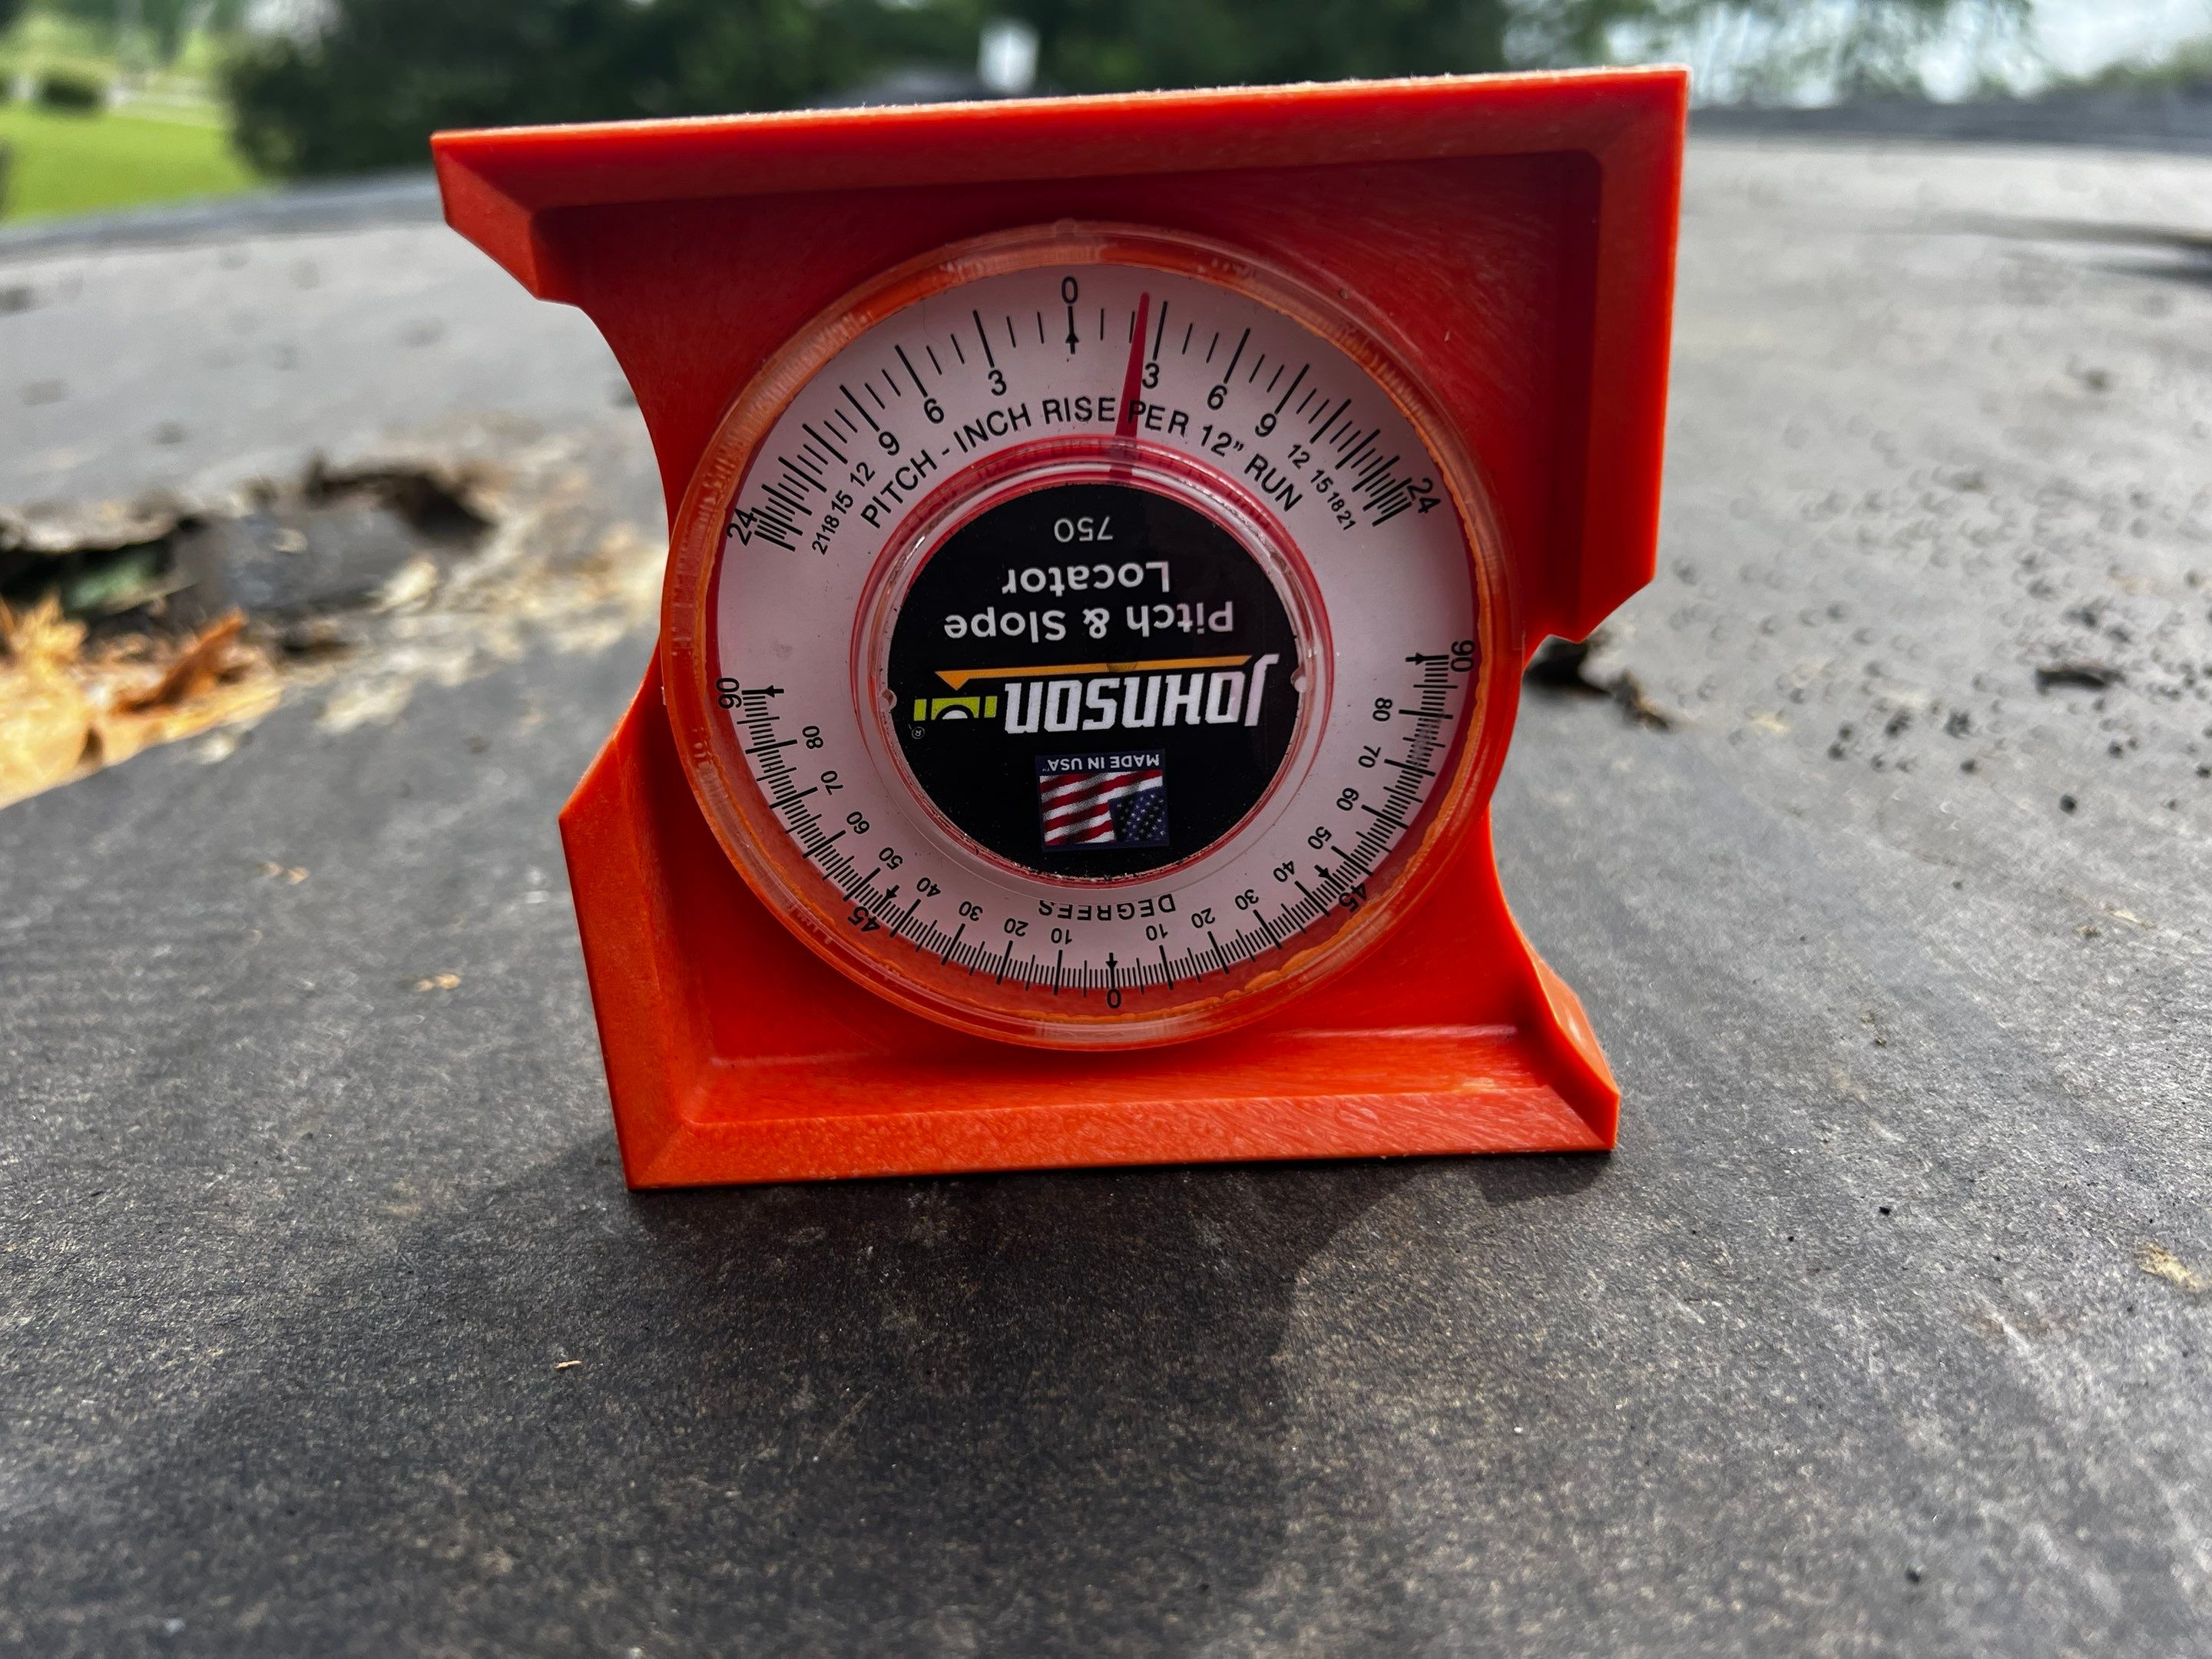 0
3 6 9 12 15 18 21 24
3 6 9 12 15 18 21 24
PITCH - INCH RISE PER 12" RUN
750
Locator
Pitch & Slope
JOHNSON
®
MADE IN USA
90 80 70 60 50 45 40 30 20 10 0 10 20 30 40 45 50 60 70 80 90
DEGREES